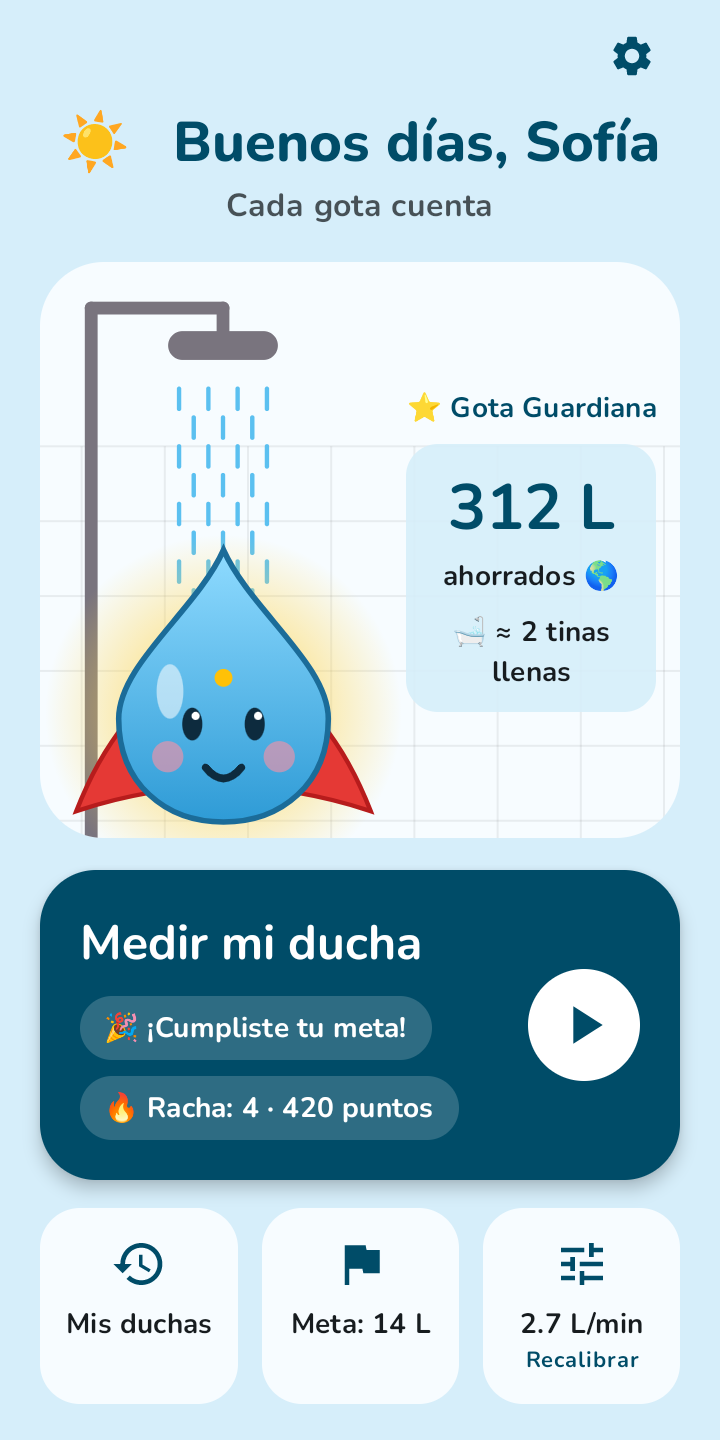 Buenos días, Sofía
Cada gota cuenta
Gota Guardiana
312 L
ahorrados
≈ 2 tinas
llenas
Medir mi ducha
¡Cumpliste tu meta!
Racha: 4 · 420 puntos
Mis duchas
Meta: 14 L
2.7 L/min
Recalibrar